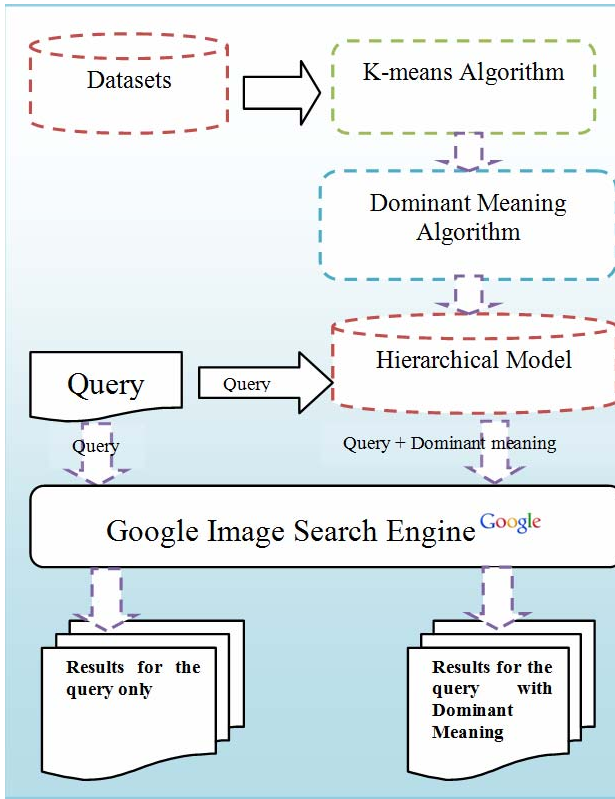 Datasets
K-means Algorithm
Dominant Meaning
Algorithm
Hierarchical Model
Query
Query
Query
Query + Dominant meaning
Google Image Search Engine Google
Results for the
query only
Results for the
query with
Dominant
Meaning